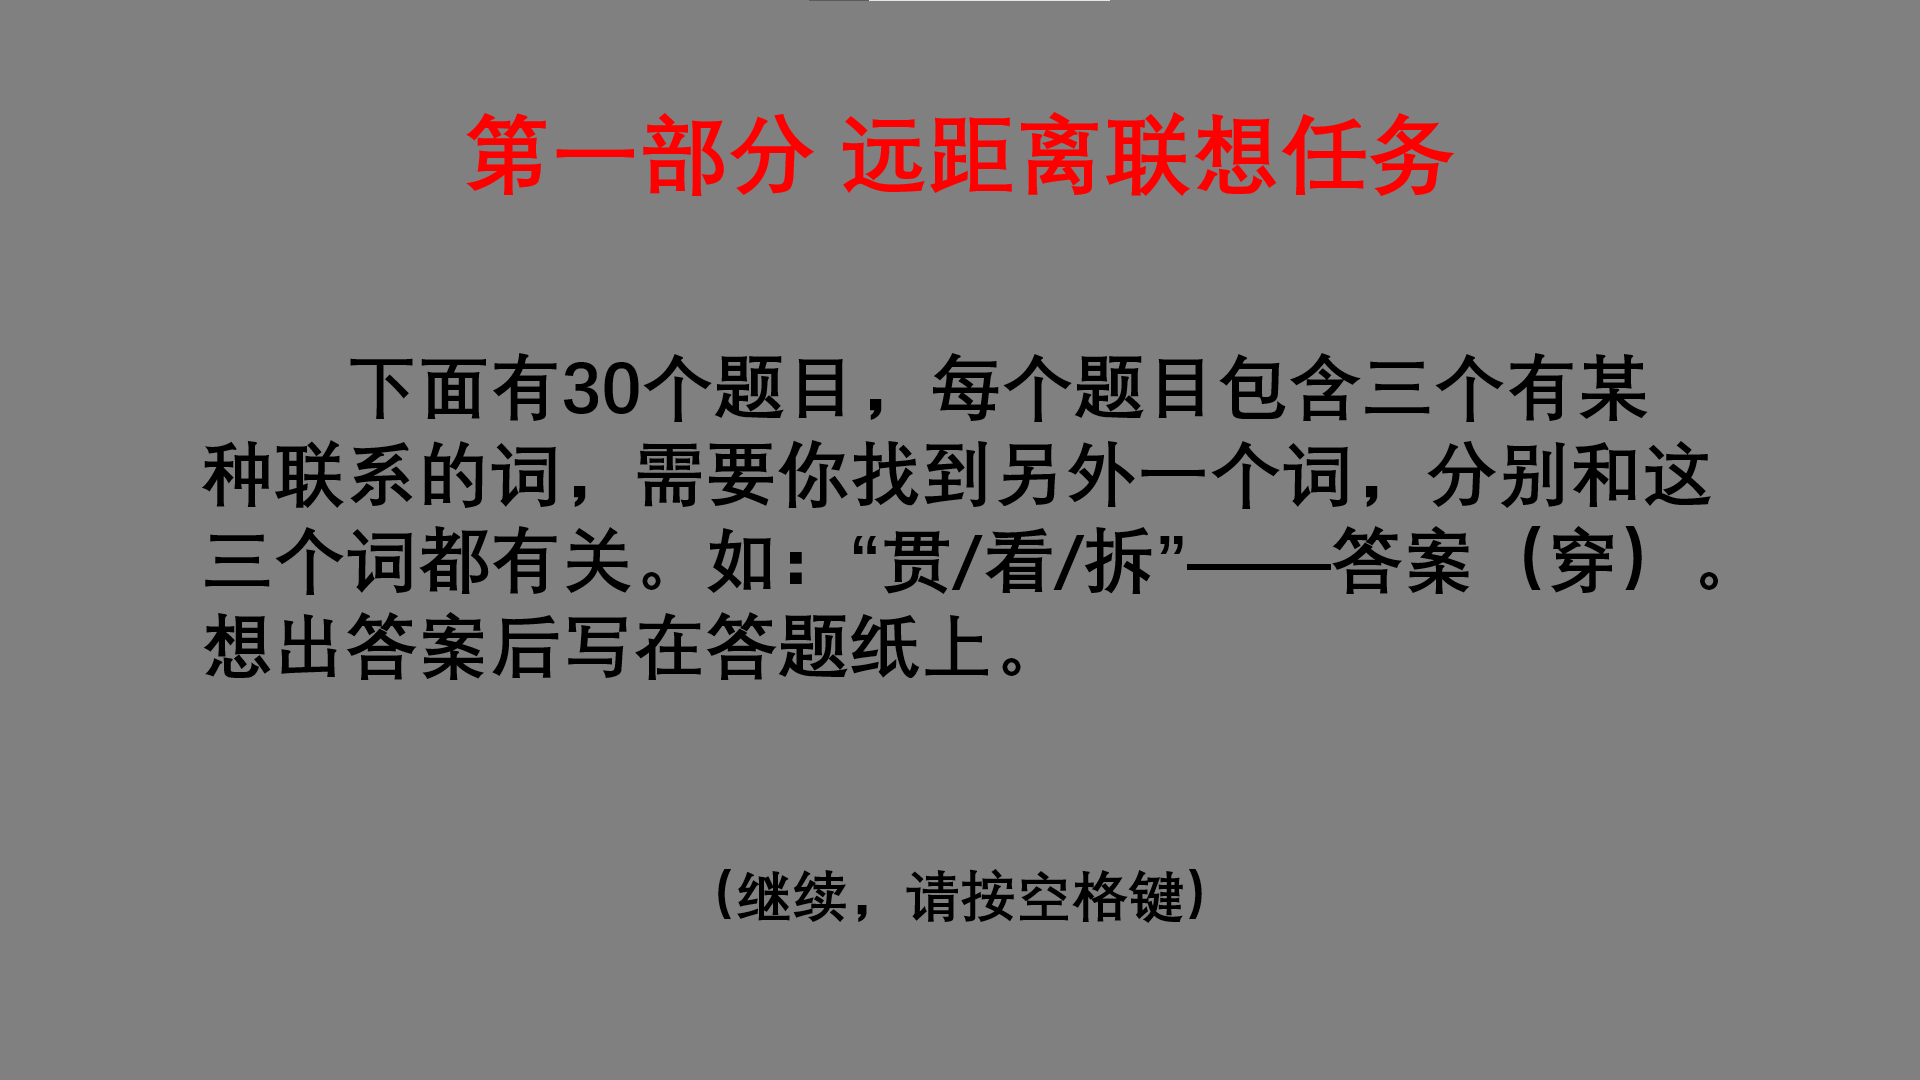 第一部分 远距离联想任务
下面有30个题目，每个题目包含三个有某
种联系的词，需要你找到另外一个词，分别和这
三个词都有关。如：“贯/看/拆”——答案（穿）。
想出答案后写在答题纸上。
(继续，请按空格键)